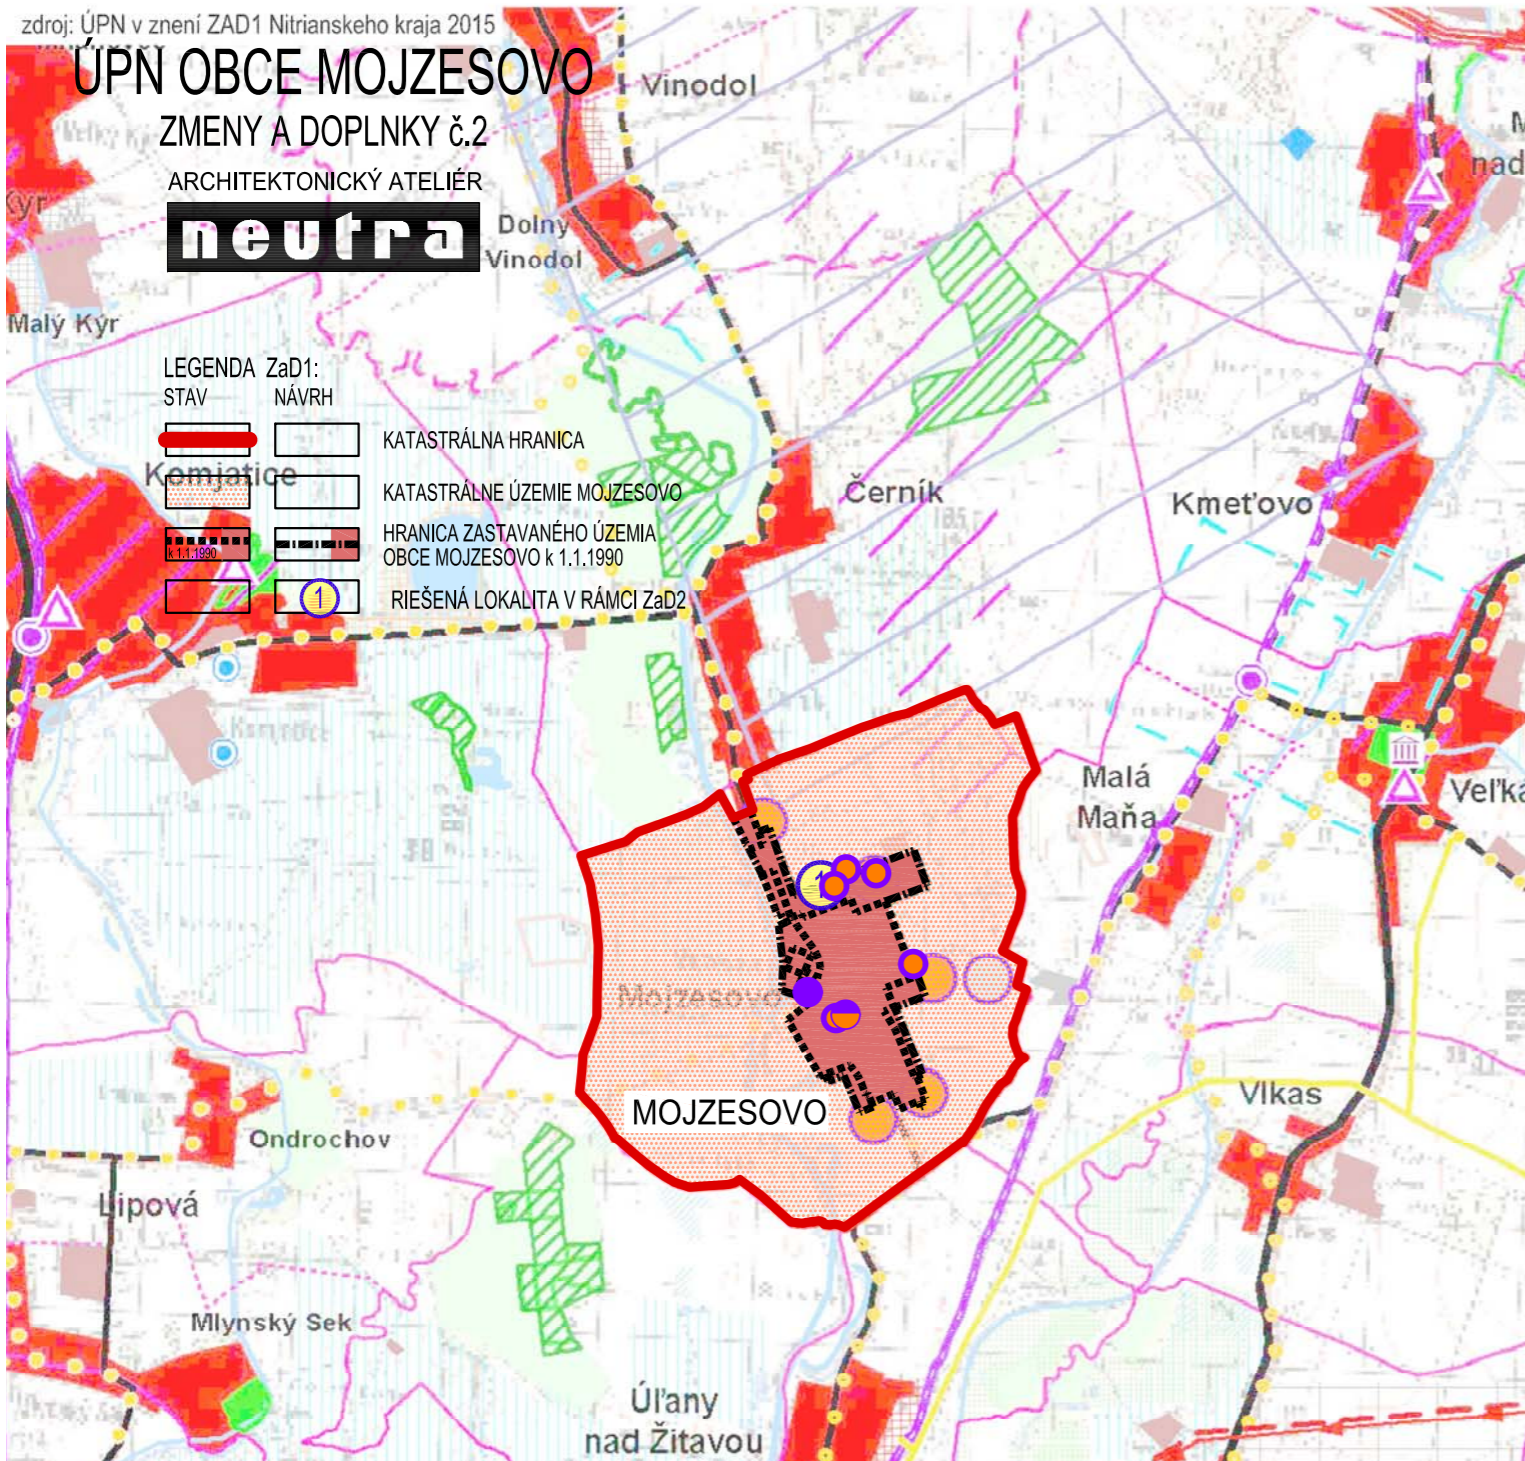 zdroj: ÚPN v znení ZAD1 Nitrianskeho kraja 2015
ÚPN OBCE MOJZESOVO
ZMENY A DOPLNKY č.2
ARCHITEKTONICKÝ ATELIÉR
neutra
Vinodol
nad
Kýr
Dolný
Vinodol
Malý Kýr
LEGENDA ZaD1:
STAV NÁVRH
KATASTRÁLNA HRANICA
Komjatice
KATASTRÁLNE ÚZEMIE MOJZESOVO
HRANICA ZASTAVANÉHO ÚZEMIA
OBCE MOJZESOVO k 1.1.1990
k 1.1.1990
1 RIEŠENÁ LOKALITA V RÁMCI ZaD2
Černík
Kmeťovo
Malá
Maňa
Veľká
1
Mojzesovo
MOJZESOVO
Vlkas
Ondrochov
Lipová
Mlynský Sek
Úľany
nad Žitavou